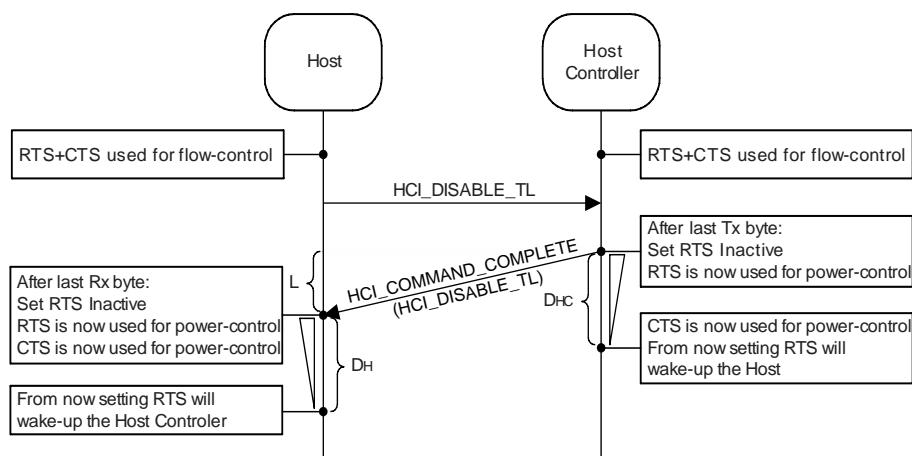 Host
Host
Controller
RTS+CTS used for flow-control
RTS+CTS used for flow-control
HCI_DISABLE_TL
After last Tx byte:
Set RTS Inactive
RTS is now used for power-control
HCI_COMMAND_COMPLETE
(HCI_DISABLE_TL)
L
DHC
After last Rx byte:
Set RTS Inactive
RTS is now used for power-control
CTS is now used for power-control
CTS is now used for power-control
From now setting RTS will
wake-up the Host
DH
From now setting RTS will
wake-up the Host Controler